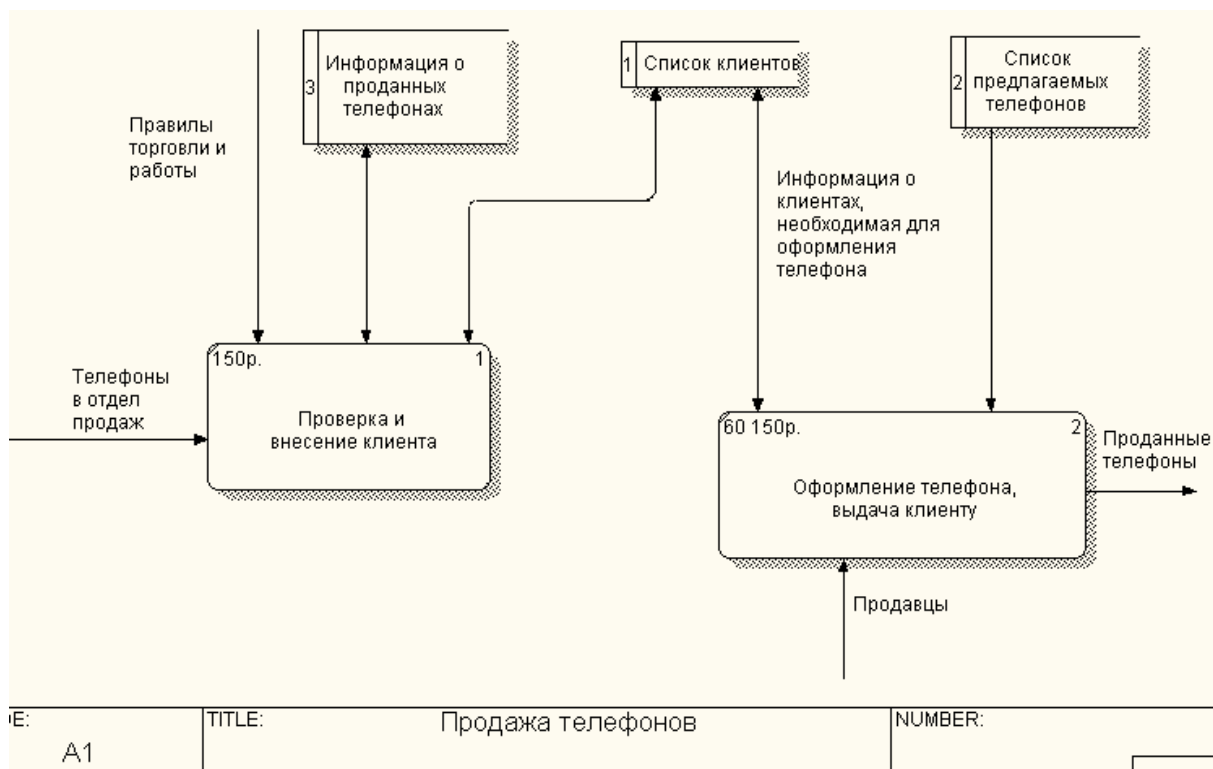 Информация о
проданных
телефонах
3
1
Список клиентов
Список
предлагаемых
телефонов
2
Правилы
торговли и
работы
Информация о
клиентах,
необходимая для
оформления
телефона
150р.
1
Проверка и
внесение клиента
Телефоны
в отдел
продаж
60 150р.
2
Оформление телефона,
выдача клиенту
Проданные
телефоны
Продавцы
DE:
A1
TITLE:
Продажа телефонов
NUMBER: